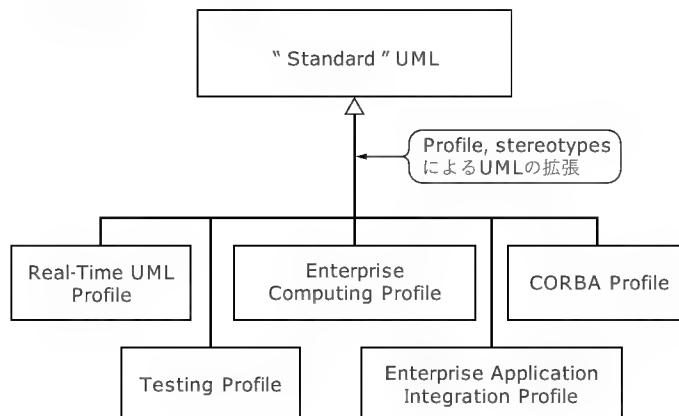 “ Standard ” UML
Profile, stereotypes
によるUMLの拡張
Real-Time UML
Profile
Enterprise
Computing Profile
CORBA Profile
Testing Profile
Enterprise Application
Integration Profile